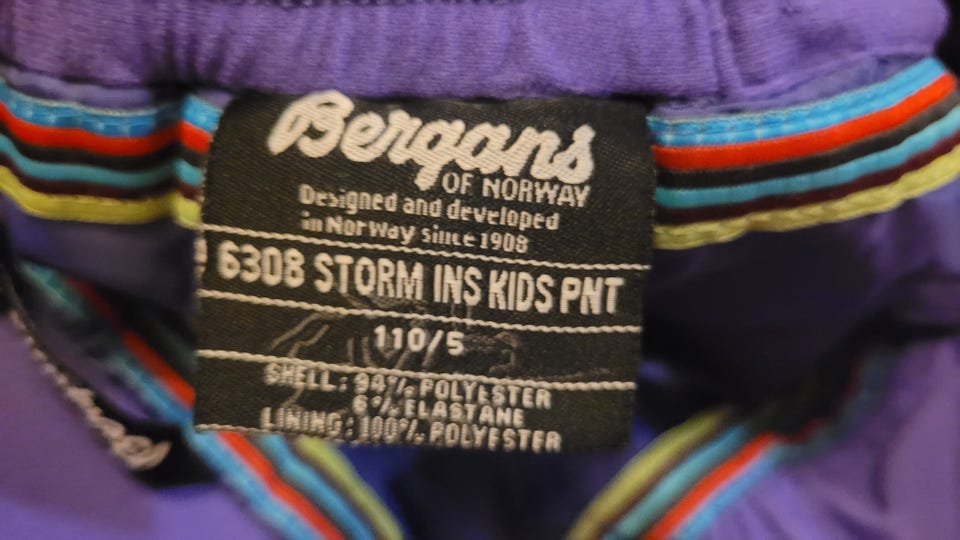 Bergans
OF NORWAY
Designed and developed
in Norway Since 1908
6308 STORM INS KIDS PNT
110/5
SHELL: 94% POLYESTER
6% ELASTANE
LINING: 100% POLYESTER